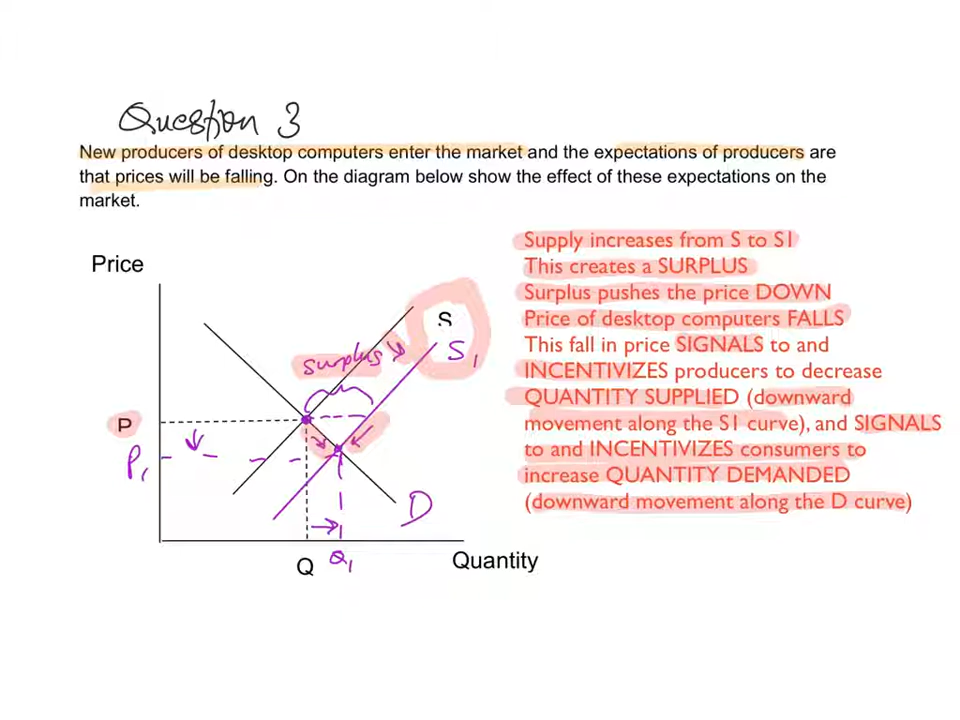 Question 3
New producers of desktop computers enter the market and the expectations of producers are
that prices will be falling. On the diagram below show the effect of these expectations on the
market.
Price
Supply increases from S to S1
This creates a SURPLUS
Surplus pushes the price DOWN
Price of desktop computers FALLS
This fall in price SIGNALS to and
INCENTIVIZES producers to decrease
QUANTITY SUPPLIED (downward
movement along the S1 curve), and SIGNALS
to and INCENTIVIZES consumers to
increase QUANTITY DEMANDED
(downward movement along the D curve)
S
S1
surplus
P
P1
D
Q
Q1
Quantity